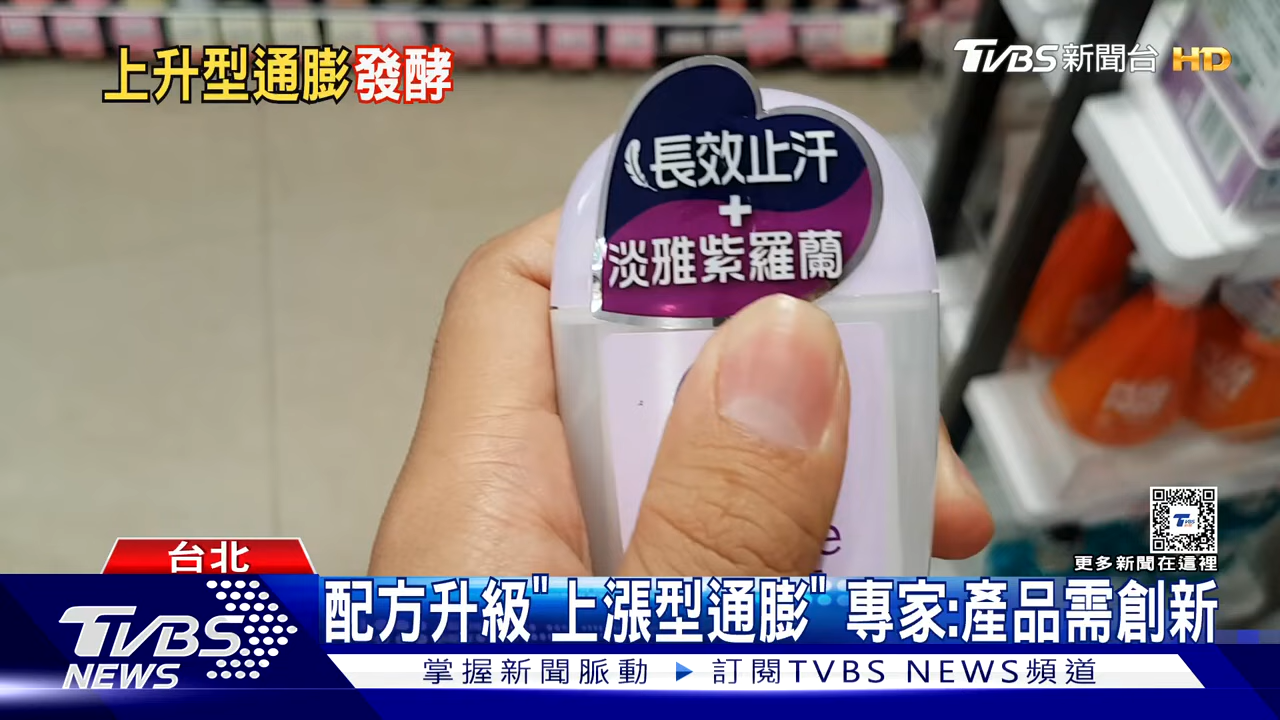 上升型通膨發酵
TVBS新聞台 HD
長效止汗
+
淡雅紫羅蘭
e
TVBS
更多新聞在這裡
台北
配方升級"上漲型通膨" 專家:產品需創新
TVBS
NEWS
掌握新聞脈動 ▶ 訂閱TVBS NEWS頻道